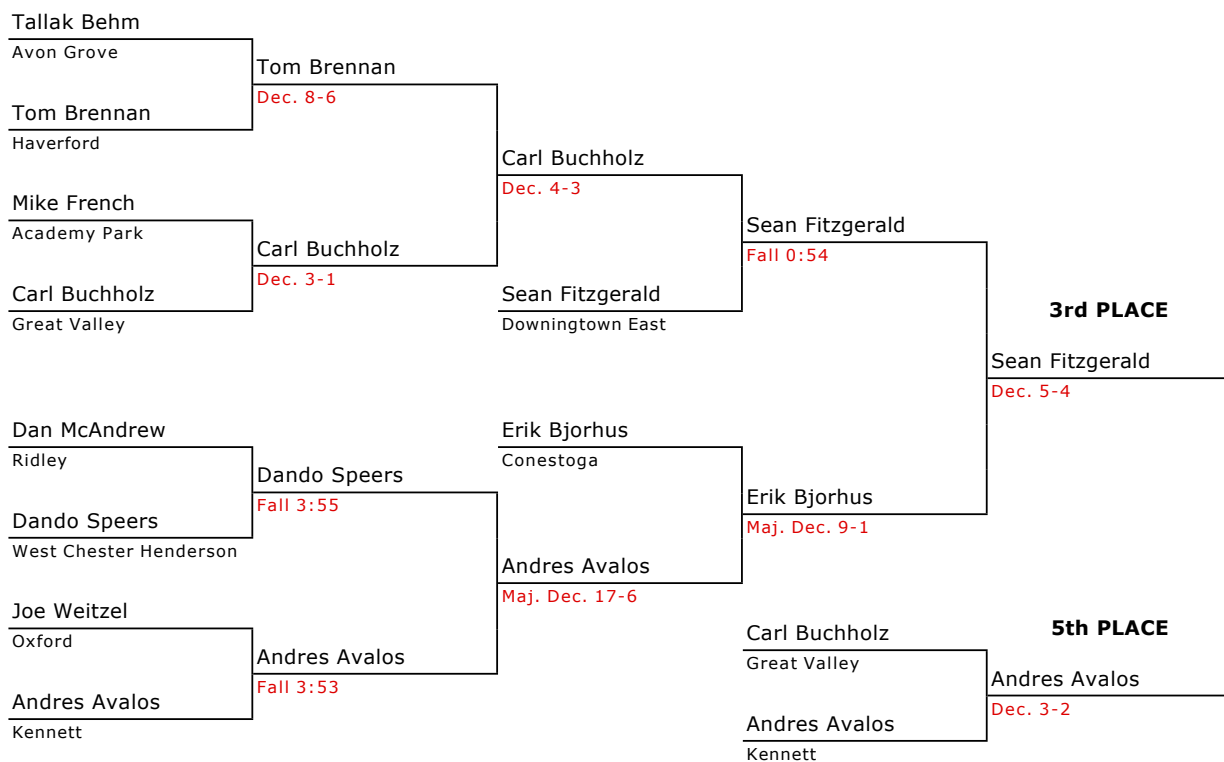 Tallak Behm
Avon Grove
Tom Brennan
Dec. 8-6
Tom Brennan
Haverford
Carl Buchholz
Dec. 4-3
Mike French
Academy Park
Carl Buchholz
Dec. 3-1
Carl Buchholz
Great Valley
Sean Fitzgerald
Fall 0:54
Sean Fitzgerald
Downingtown East
3rd PLACE
Sean Fitzgerald
Dec. 5-4
Dan McAndrew
Ridley
Dando Speers
Fall 3:55
Dando Speers
West Chester Henderson
Erik Bjorhus
Conestoga
Erik Bjorhus
Maj. Dec. 9-1
Andres Avalos
Maj. Dec. 17-6
Joe Weitzel
Oxford
Andres Avalos
Fall 3:53
Andres Avalos
Kennett
5th PLACE
Carl Buchholz
Great Valley
Andres Avalos
Dec. 3-2
Andres Avalos
Kennett